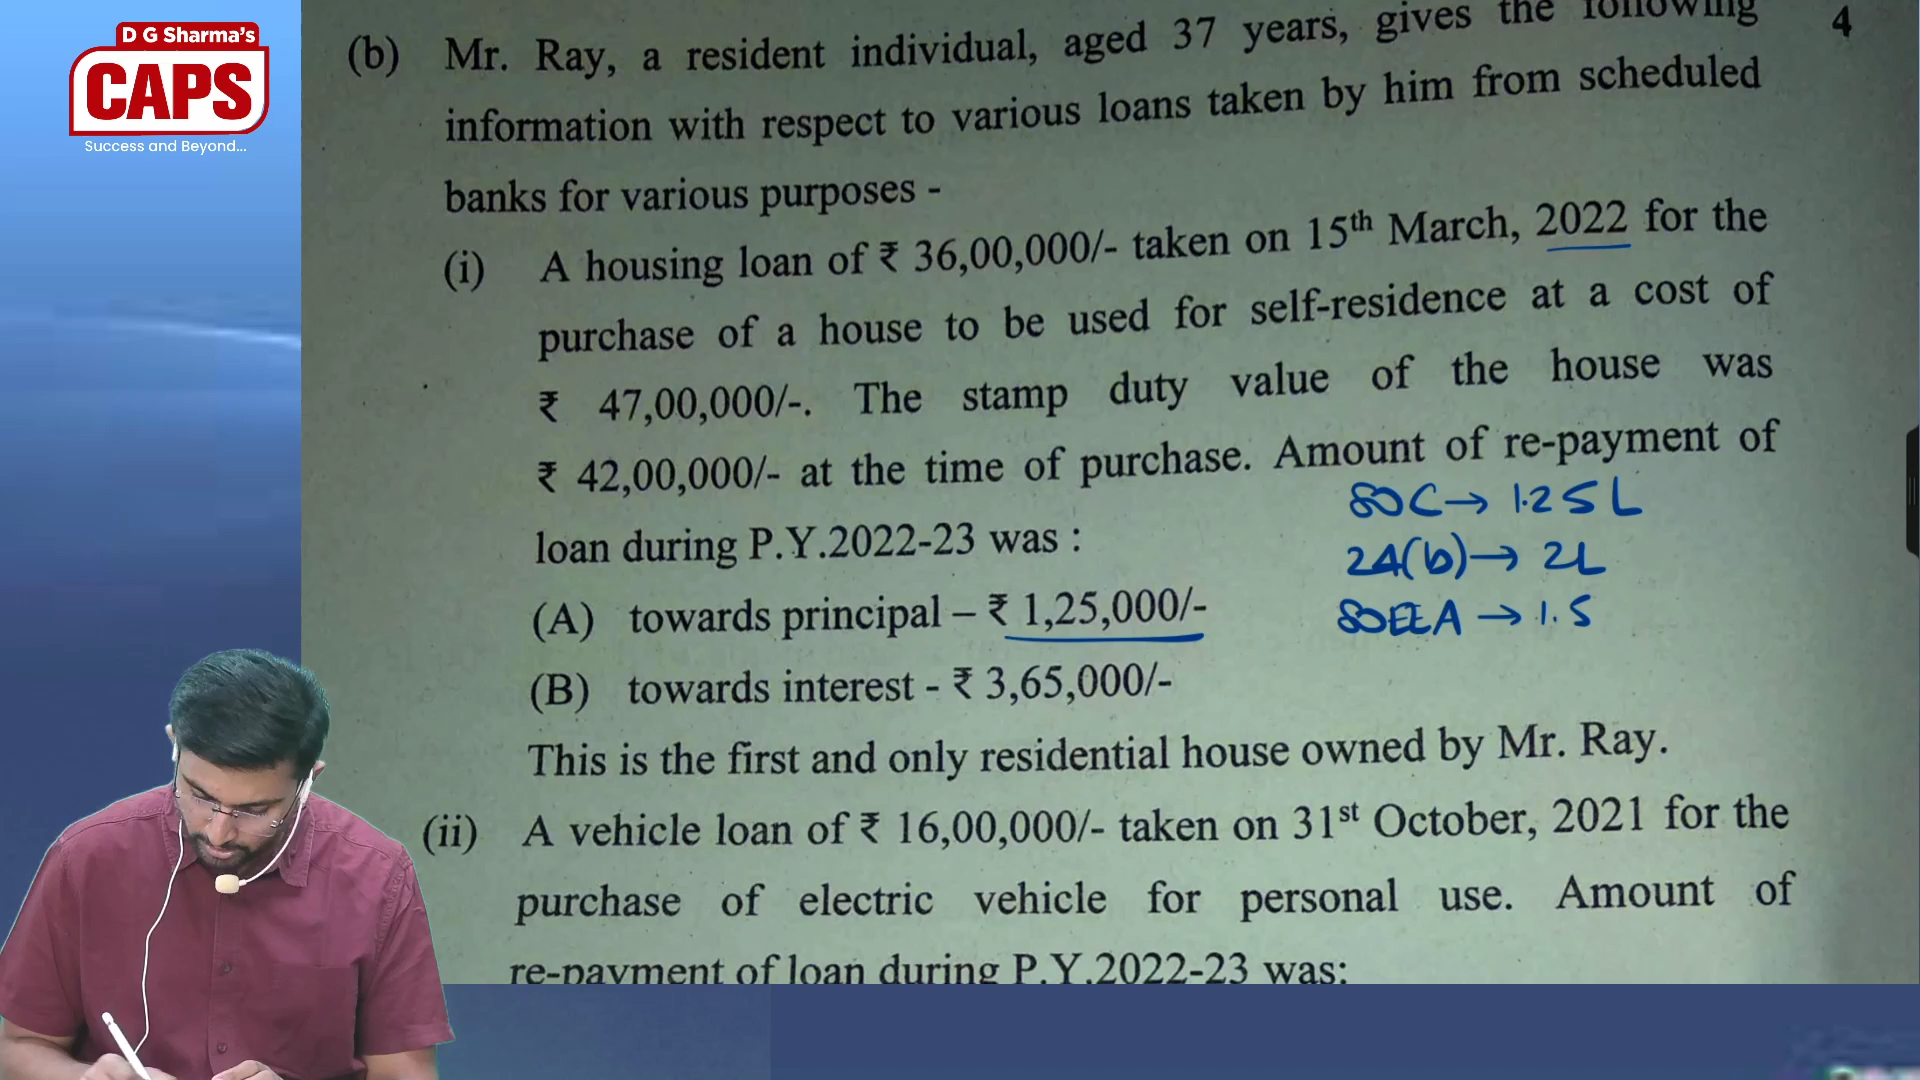 D G Sharma's
CAPS
Success and Beyond...
(b) Mr. Ray, a resident individual, aged 37 years, gives the following 4
information with respect to various loans taken by him from scheduled
banks for various purposes -
(i) A housing loan of ₹ 36,00,000/- taken on 15th March, 2022 for the
purchase of a house to be used for self-residence at a cost of
₹ 47,00,000/-. The stamp duty value of the house was
₹ 42,00,000/- at the time of purchase. Amount of re-payment of
80C → 1.25 L
loan during P.Y.2022-23 was :
24(b) → 2L
(A) towards principal – ₹ 1,25,000/-
80EEA → 1.5
(B) towards interest - ₹ 3,65,000/-
This is the first and only residential house owned by Mr. Ray.
(ii) A vehicle loan of ₹ 16,00,000/- taken on 31st October, 2021 for the
purchase of electric vehicle for personal use. Amount of
re-payment of loan during P.Y.2022-23 was: